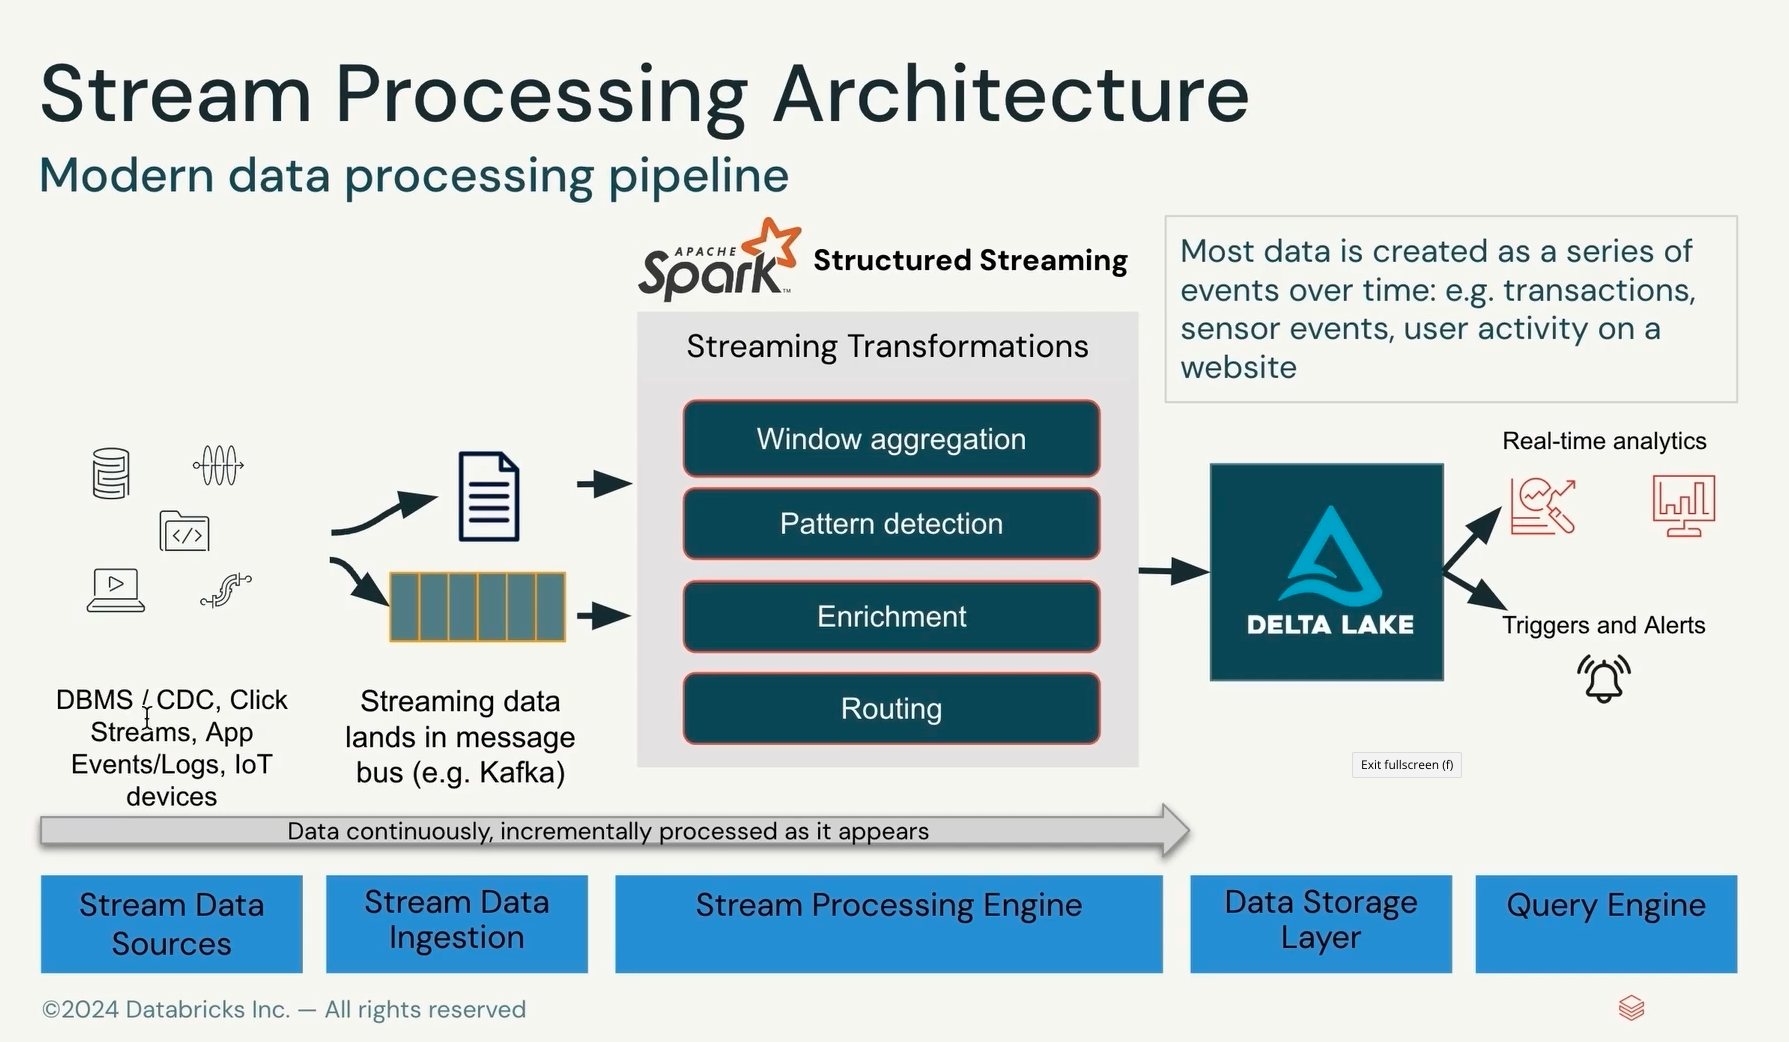 Stream Processing Architecture
Modern data processing pipeline
APACHE
Spark™
Structured Streaming
Most data is created as a series of
events over time: e.g. transactions,
sensor events, user activity on a
website
Streaming Transformations
Window aggregation
Pattern detection
Enrichment
Routing
</>
DBMS / CDC, Click
Streams, App
Events/Logs, IoT
devices
Streaming data
lands in message
bus (e.g. Kafka)
DELTA LAKE
Real-time analytics
Triggers and Alerts
Exit fullscreen (f)
Data continuously, incrementally processed as it appears
Stream Data
Sources
Stream Data
Ingestion
Stream Processing Engine
Data Storage
Layer
Query Engine
©2024 Databricks Inc. — All rights reserved